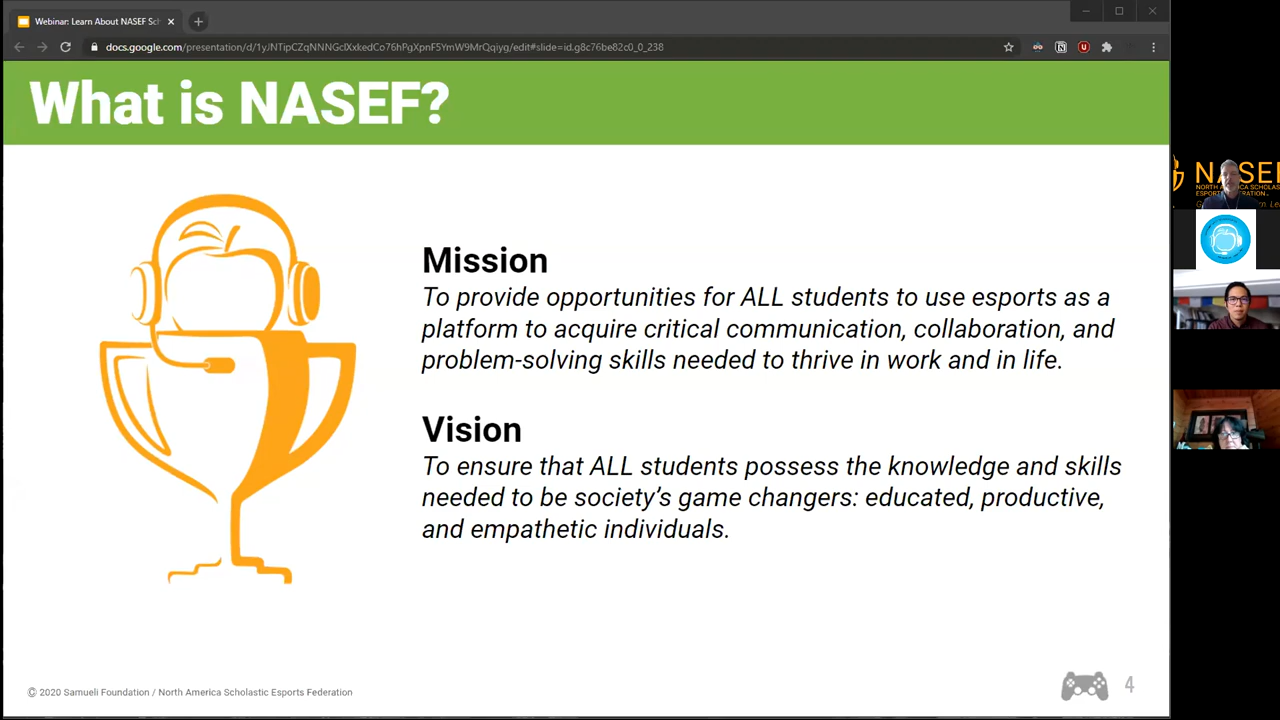 Webinar: Learn About NASEF Sch
docs.google.com/presentation/d/1yJNTipCZqNNNGclXxkedCo76hPgXpnF5YmW9MrQqiyg/edit#slide=id.g8c76be82c0_0_238
What is NASEF?
Mission
To provide opportunities for ALL students to use esports as a
platform to acquire critical communication, collaboration, and
problem-solving skills needed to thrive in work and in life.
Vision
To ensure that ALL students possess the knowledge and skills
needed to be society’s game changers: educated, productive,
and empathetic individuals.
© 2020 Samueli Foundation / North America Scholastic Esports Federation
4
NORTH AMERICA SCHOLAS